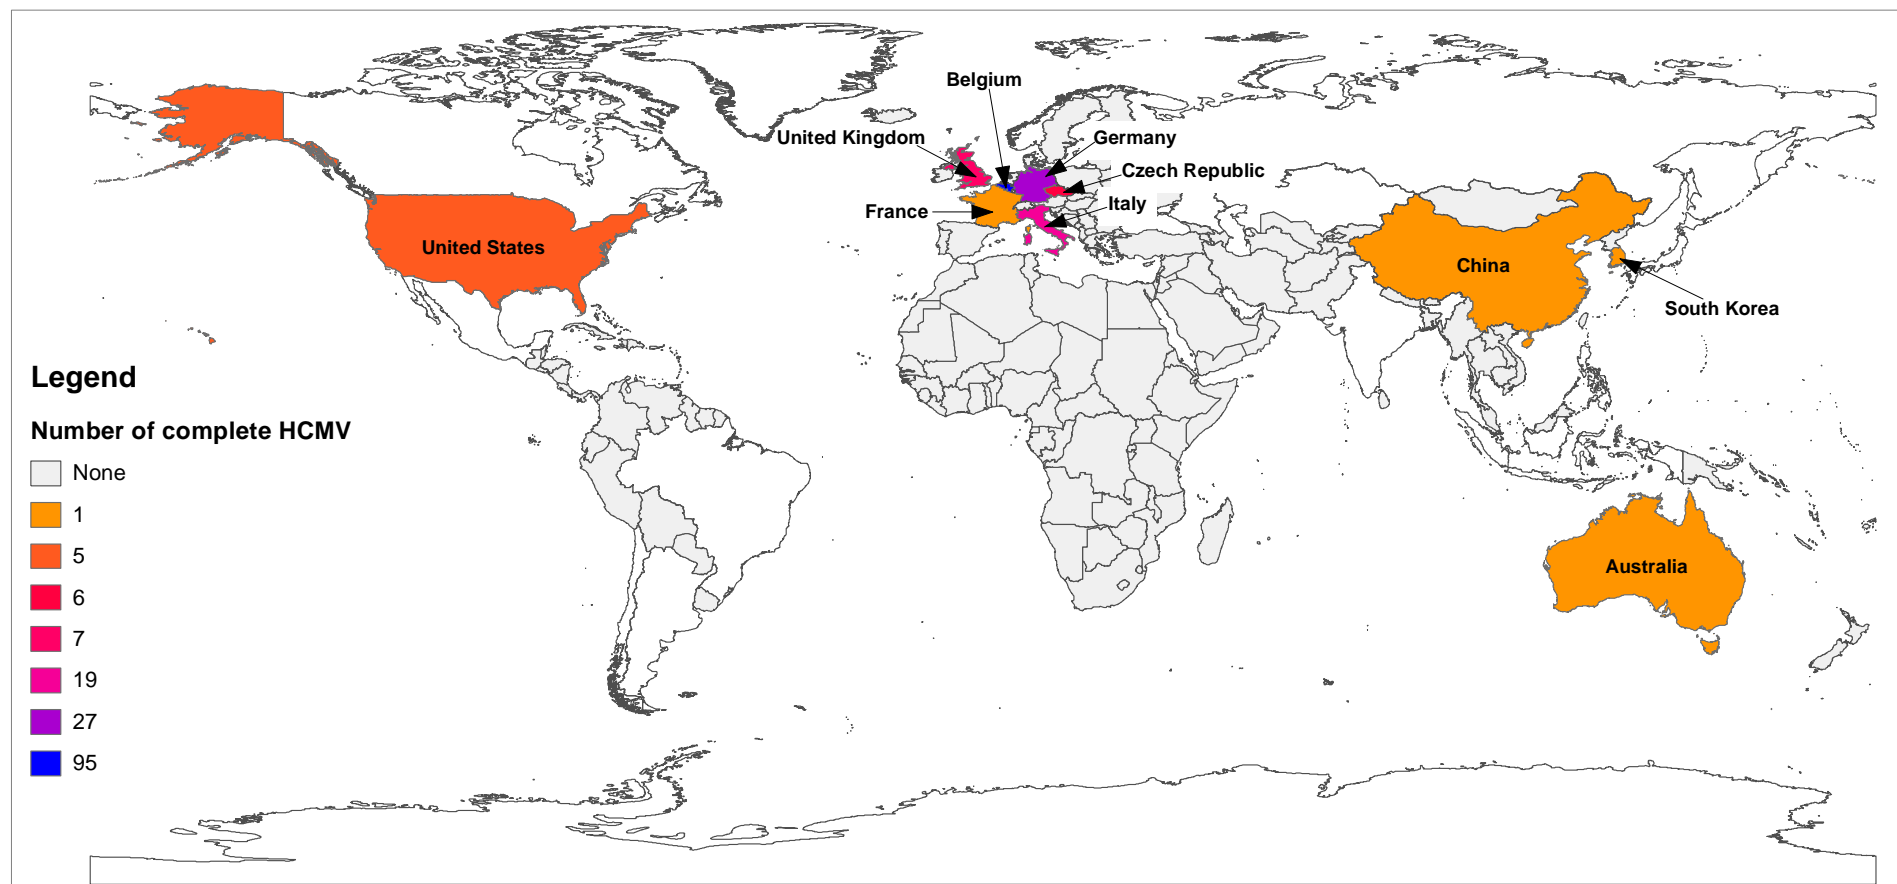 Belgium
United Kingdom
Germany
Czech Republic
Italy
France
United States
China
South Korea
Australia
Legend
Number of complete HCMV
None
1
5
6
7
19
27
95